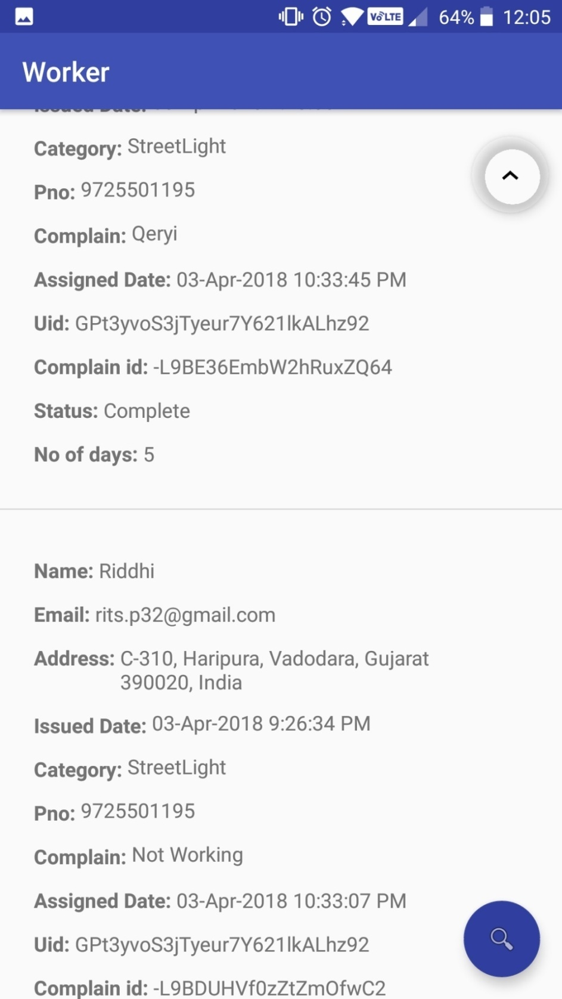 VoLTE 64% 12:05
Worker
Issued Date:
Category: StreetLight
Pno: 9725501195
Complain: Qeryi
Assigned Date: 03-Apr-2018 10:33:45 PM
Uid: GPt3yvoS3jTyeur7Y621lkALhz92
Complain id: -L9BE36EmbW2hRuxZQ64
Status: Complete
No of days: 5
Name: Riddhi
Email: rits.p32@gmail.com
Address: C-310, Haripura, Vadodara, Gujarat
390020, India
Issued Date: 03-Apr-2018 9:26:34 PM
Category: StreetLight
Pno: 9725501195
Complain: Not Working
Assigned Date: 03-Apr-2018 10:33:07 PM
Uid: GPt3yvoS3jTyeur7Y621lkALhz92
Complain id: -L9BDUHVf0zZtZmOfwC2